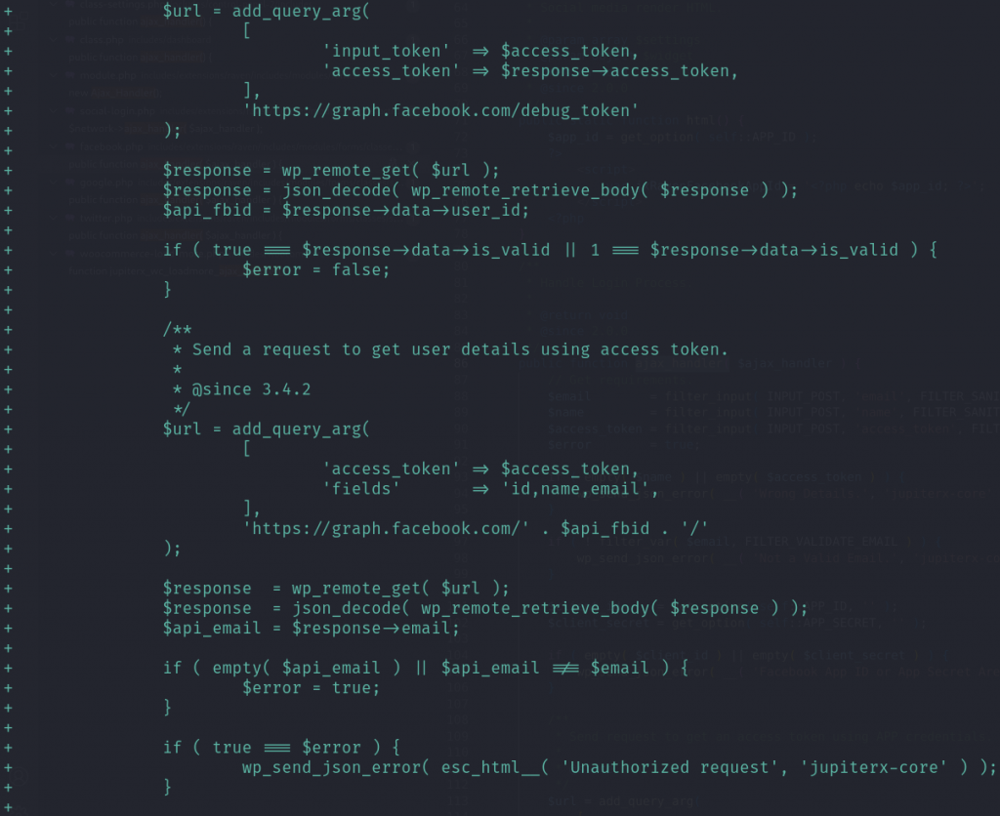 + $url = add_query_arg(
+ [
+ 'input_token' => $access_token,
+ 'access_token' => $response->access_token,
+ ],
+ 'https://graph.facebook.com/debug_token'
+ );
+
+ $response = wp_remote_get( $url );
+ $response = json_decode( wp_remote_retrieve_body( $response ) );
+ $api_fbid = $response->data->user_id;
+
+ if ( true === $response->data->is_valid || 1 === $response->data->is_valid ) {
+ $error = false;
+ }
+
+ /**
+ * Send a request to get user details using access token.
+ *
+ * @since 3.4.2
+ */
+ $url = add_query_arg(
+ [
+ 'access_token' => $access_token,
+ 'fields' => 'id,name,email',
+ ],
+ 'https://graph.facebook.com/' . $api_fbid . '/'
+ );
+
+ $response = wp_remote_get( $url );
+ $response = json_decode( wp_remote_retrieve_body( $response ) );
+ $api_email = $response->email;
+
+ if ( empty( $api_email ) || $api_email !== $email ) {
+ $error = true;
+ }
+
+ if ( true === $error ) {
+ wp_send_json_error( esc_html__( 'Unauthorized request', 'jupiterx-core' ) );
+ }
+